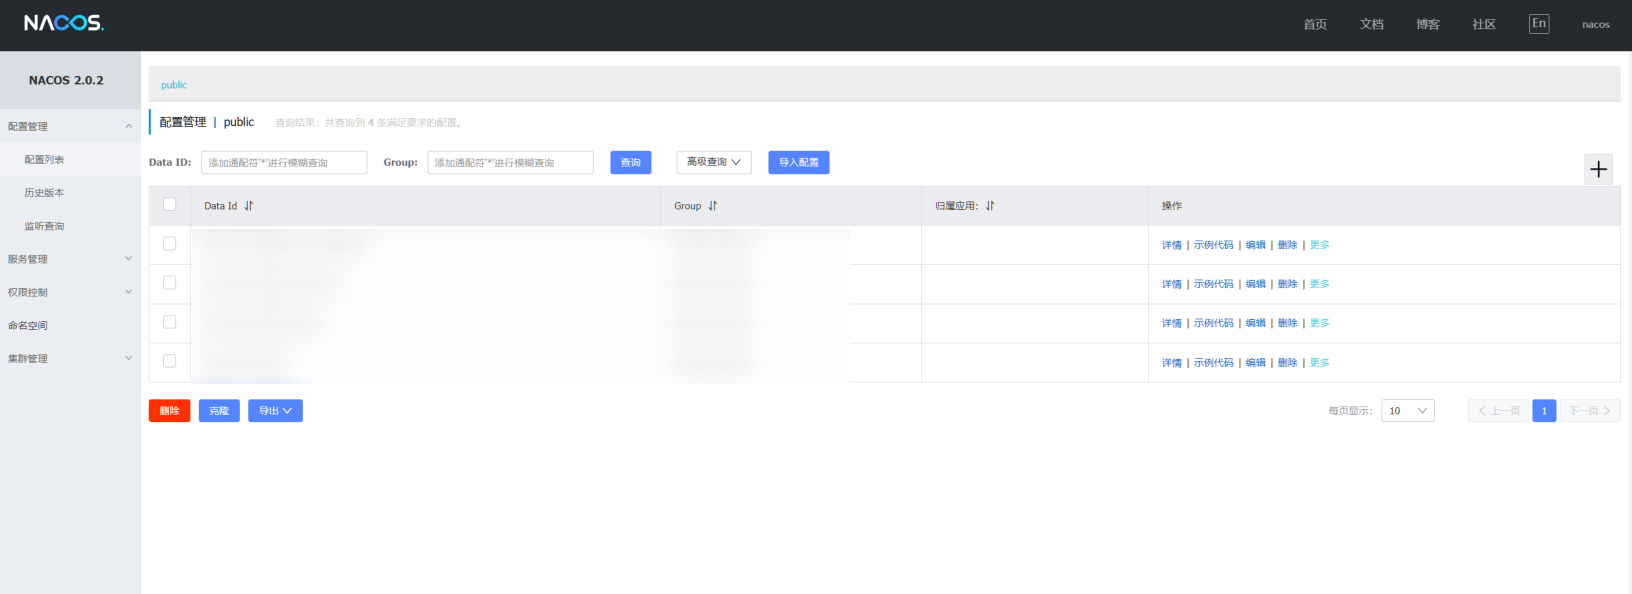 NACOS.
首页 文档 博客 社区 En nacos
NACOS 2.0.2
public
配置管理
配置管理 | public 查询结果：共查询到 4 条满足要求的配置。
配置列表
Data ID: 添加通配符'*'进行模糊查询 Group: 添加通配符'*'进行模糊查询 查询 高级查询 导入配置
历史版本
Data Id Group 归属应用: 操作
监听查询
详情 | 示例代码 | 编辑 | 删除 | 更多
服务管理
详情 | 示例代码 | 编辑 | 删除 | 更多
权限控制
命名空间
详情 | 示例代码 | 编辑 | 删除 | 更多
集群管理
详情 | 示例代码 | 编辑 | 删除 | 更多
删除 克隆 导出 每页显示: 10 上一页 1 下一页